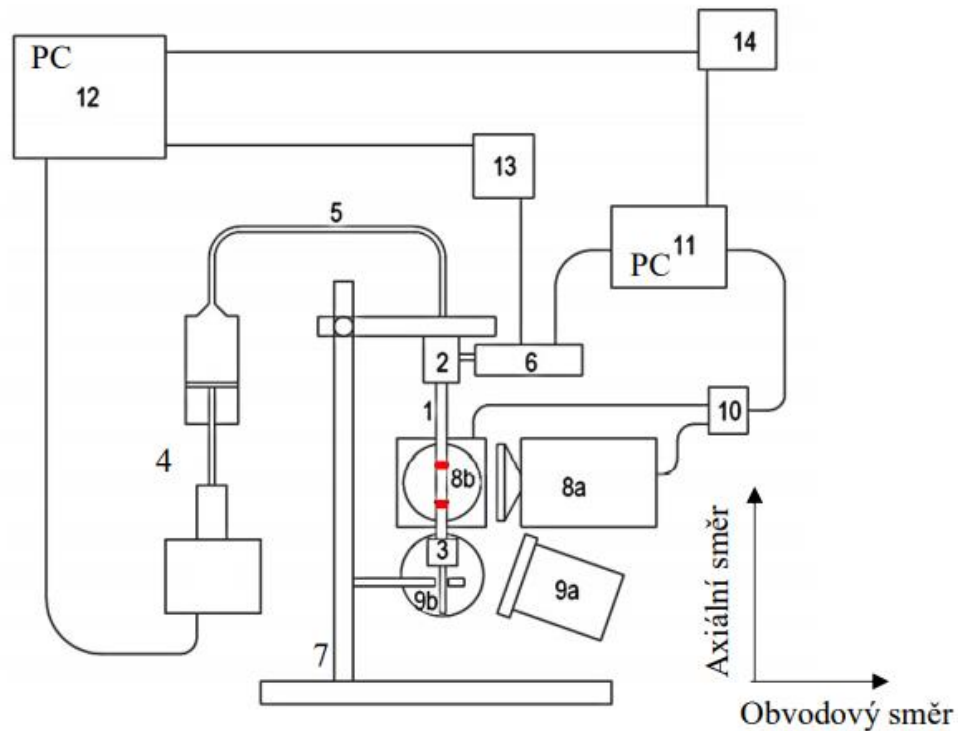 PC
12
14
13
5
PC 11
2
6
1
10
4
8b
8a
3
9b
9a
7
Axiální směr
Obvodový směr